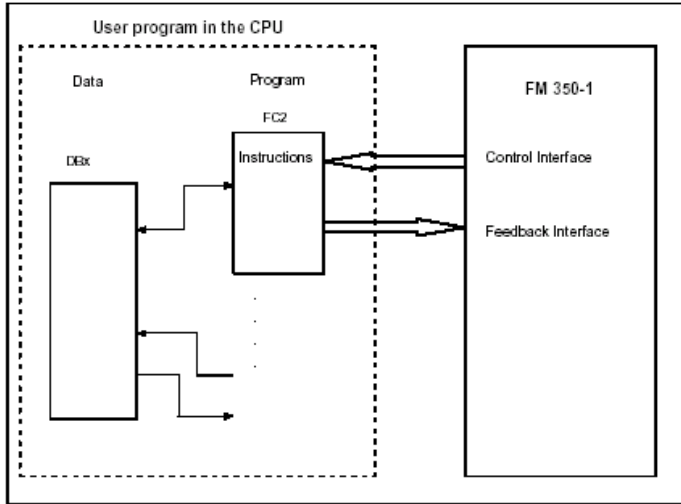 User program in the CPU
Data
Program
FM 350-1
FC2
DBx
Instructions
Control Interface
Feedback Interface